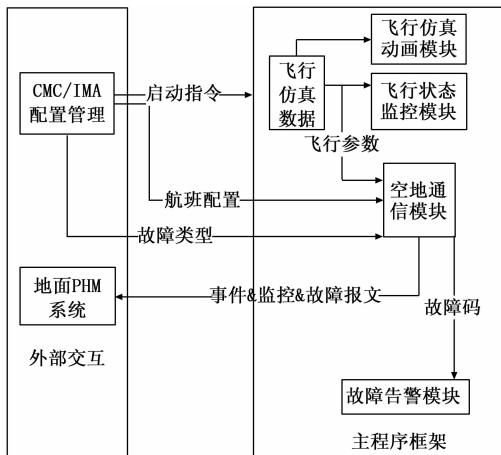 飞行仿真
动画模块
CMC/IMA
配置管理
启动指令
飞行
仿真
数据
飞行状态
监控模块
飞行参数
空地通
信模块
航班配置
故障类型
地面PHM
系统
事件&监控&故障报文
故障码
外部交互
故障告警模块
主程序框架